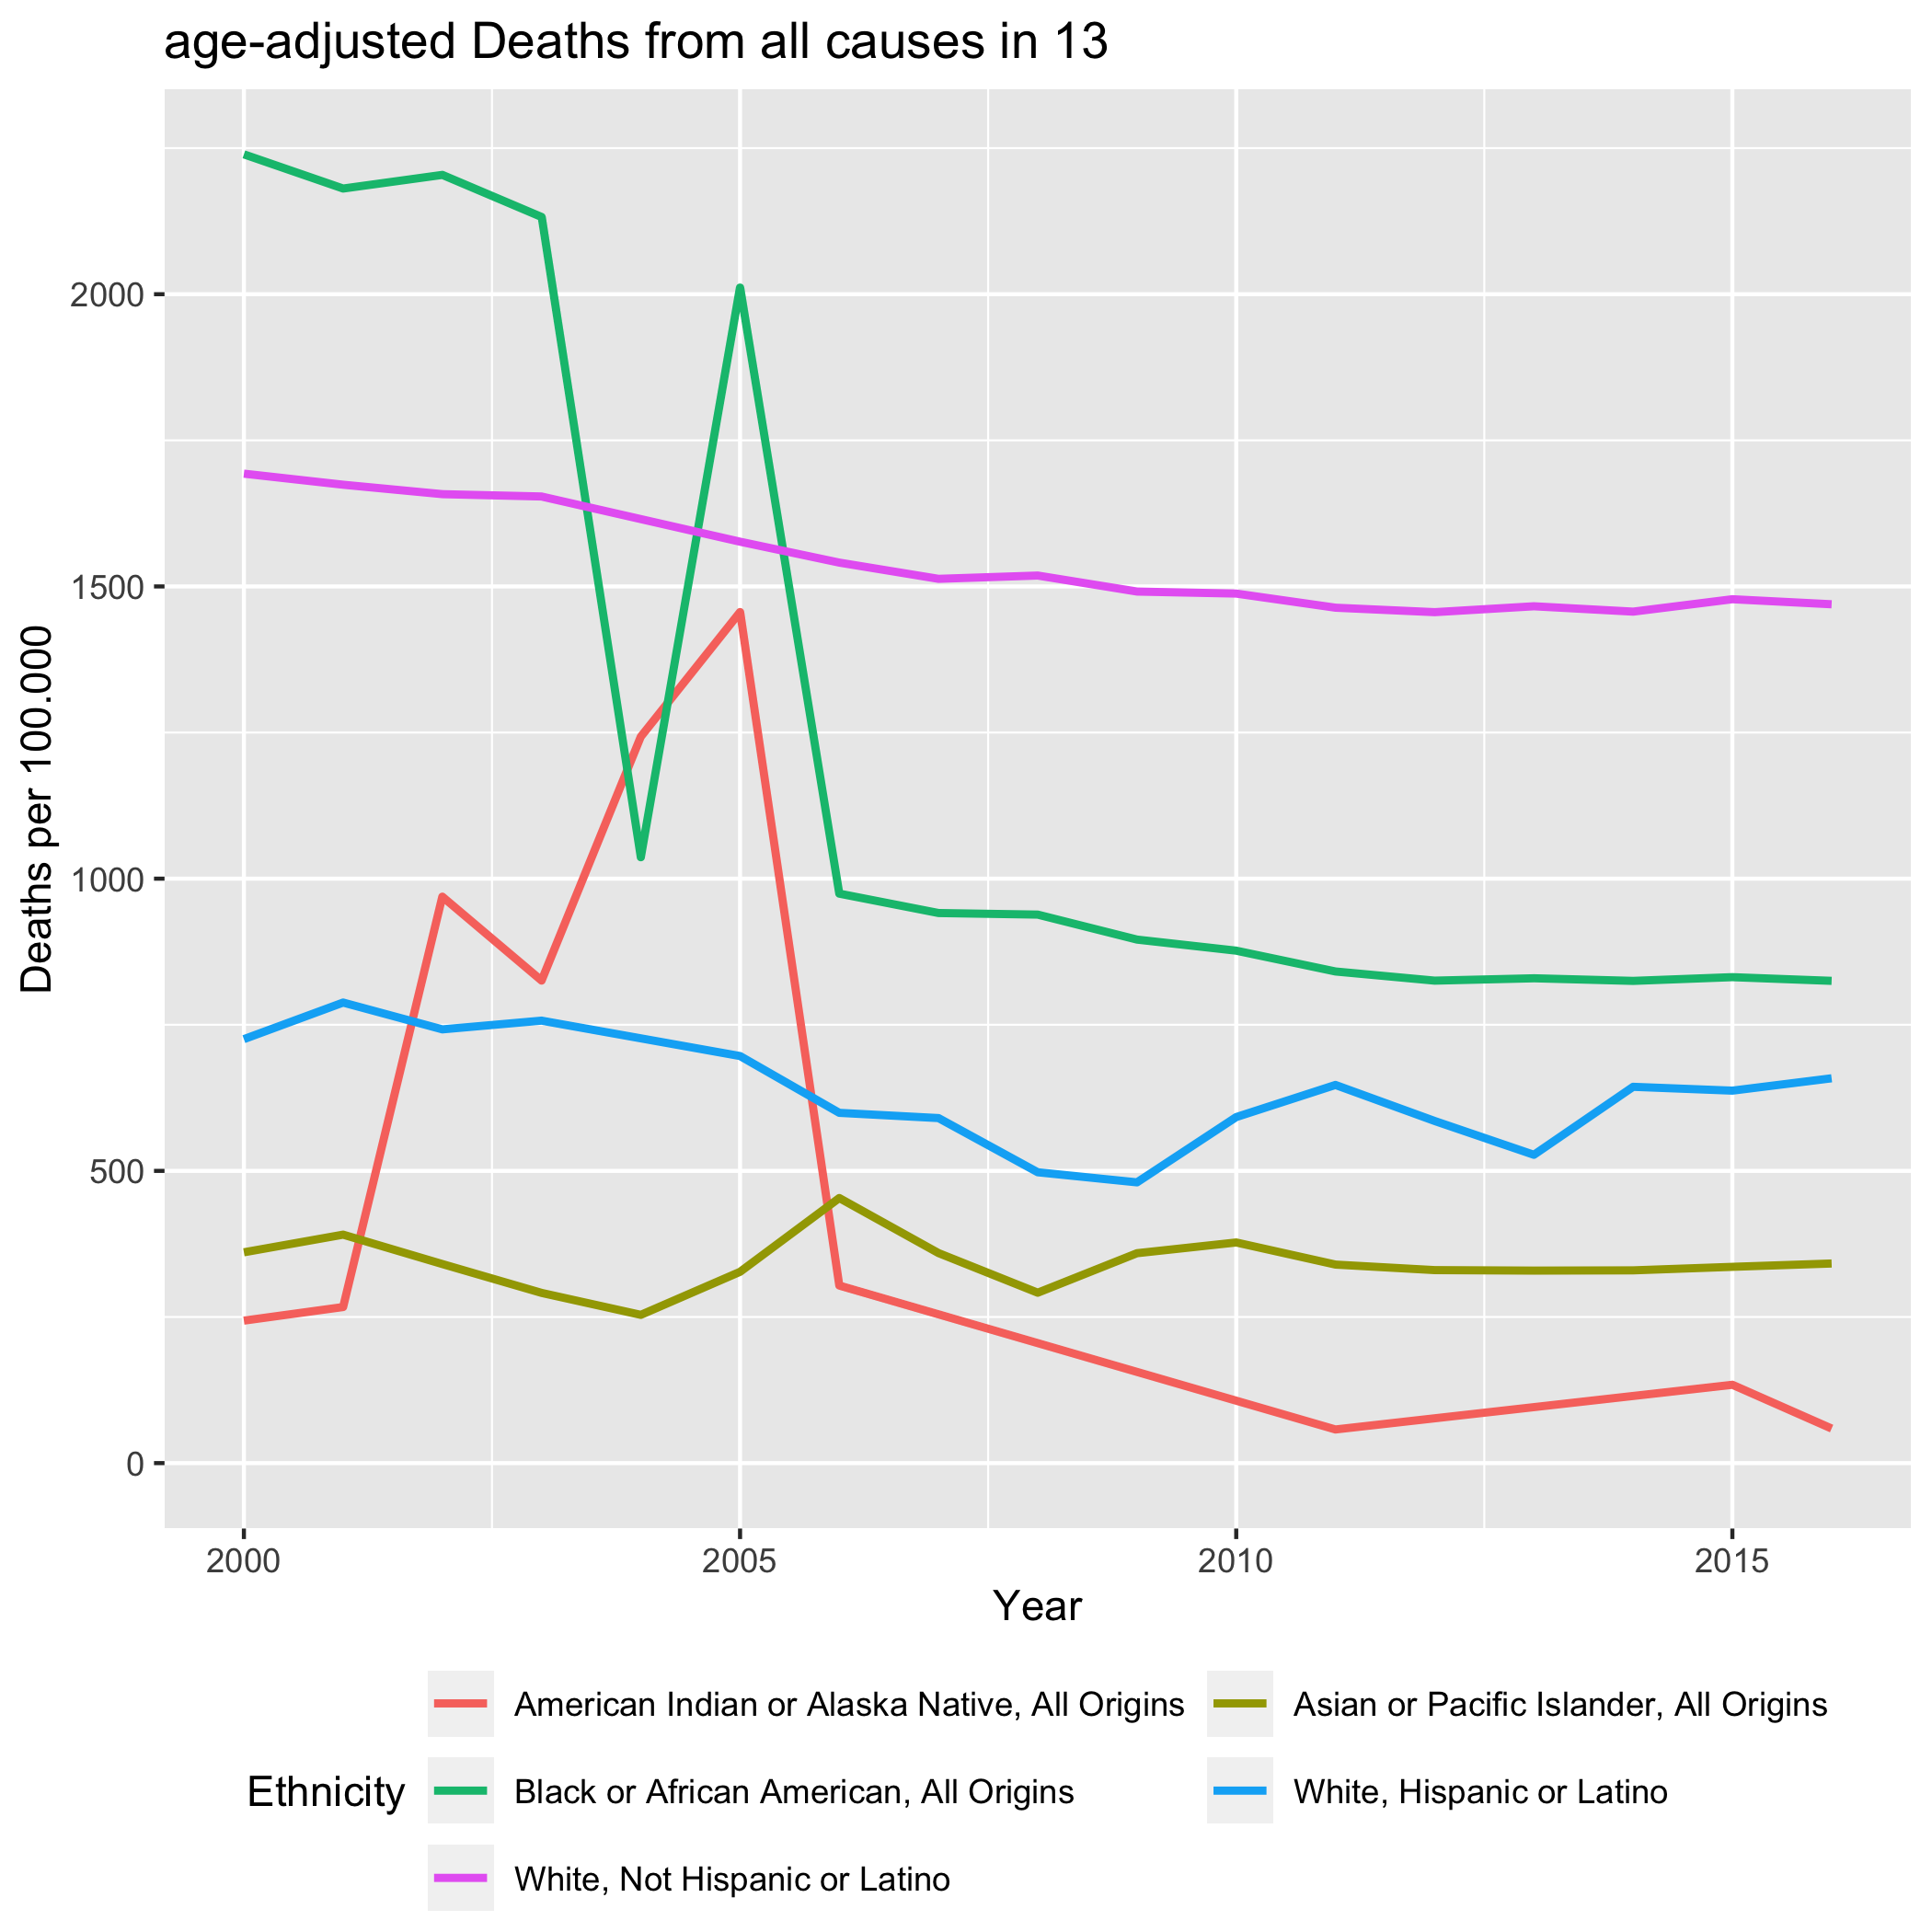 age-adjusted Deaths from all causes in 13
Deaths per 100.000
2000
1500
1000
500
0
2000 2005 2010 2015
Year
Ethnicity
American Indian or Alaska Native, All Origins
Asian or Pacific Islander, All Origins
Black or African American, All Origins
White, Hispanic or Latino
White, Not Hispanic or Latino